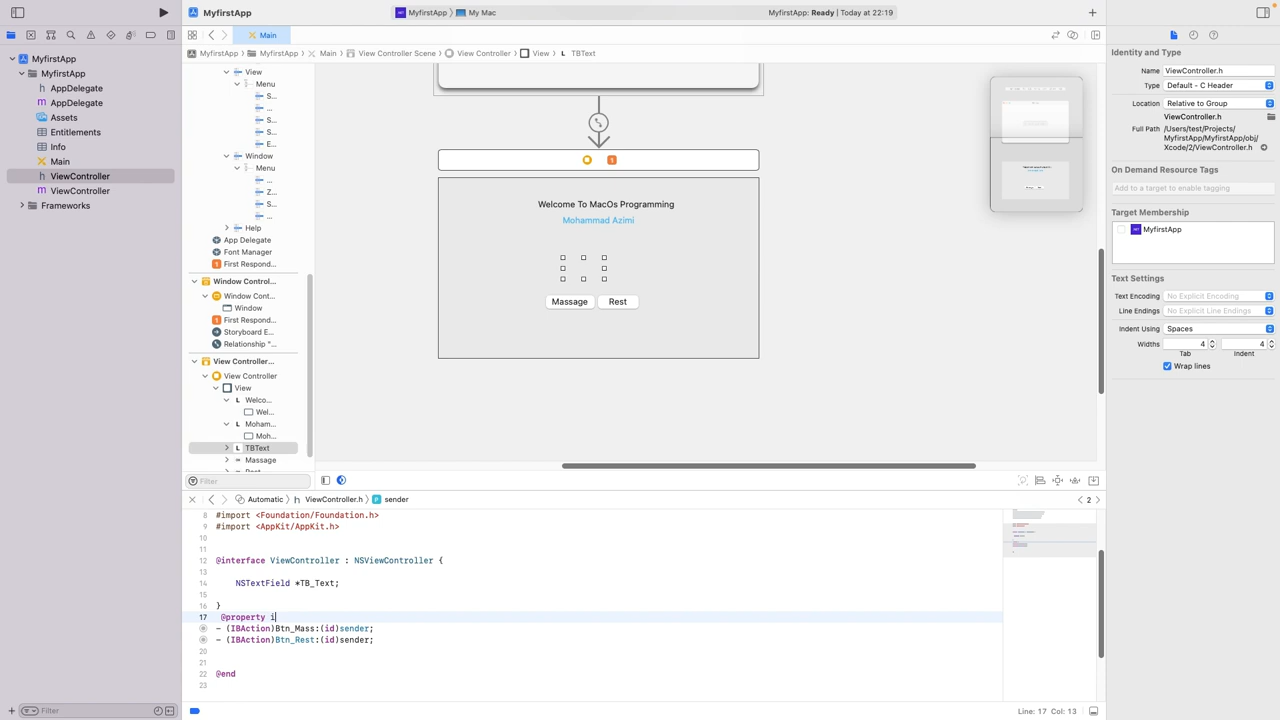 MyfirstApp
MyfirstApp
My Mac
MyfirstApp: Ready | Today at 22:19
Main
MyfirstApp
MyfirstApp
Main
View Controller Scene
View Controller
View
TBText
MyfirstApp
MyfirstApp
AppDelegate
AppDelegate
Assets
Entitlements
Info
Main
ViewController
ViewController
Frameworks
Filter
View
Menu
S...
...
S...
S...
E...
Window
Menu
...
Z...
S...
...
Help
App Delegate
Font Manager
First Respond...
Window Control...
Window Cont...
Window
First Respond...
Storyboard E...
Relationship "...
View Controller...
View Controller
View
Welco...
Wel...
Moham...
Moh...
TBText
Massage
Filter
Welcome To MacOs Programming
Mohammad Azimi
Massage
Rest
Automatic
ViewController.h
sender
2
8 #import <Foundation/Foundation.h>
9 #import <AppKit/AppKit.h>
10
11
12 @interface ViewController : NSViewController {
13
14 NSTextField *TB_Text;
15
16 }
17 @property i
- (IBAction)Btn_Mass:(id)sender;
- (IBAction)Btn_Rest:(id)sender;
20
21
22 @end
23
Line: 17 Col: 13
Identity and Type
Name ViewController.h
Type Default - C Header
Location Relative to Group
ViewController.h
Full Path /Users/test/Projects/
MyfirstApp/MyfirstApp/obj/
Xcode/2/ViewController.h
On Demand Resource Tags
Add to a target to enable tagging
Target Membership
MyfirstApp
Text Settings
Text Encoding No Explicit Encoding
Line Endings No Explicit Line Endings
Indent Using Spaces
Widths 4 4
Tab Indent
Wrap lines